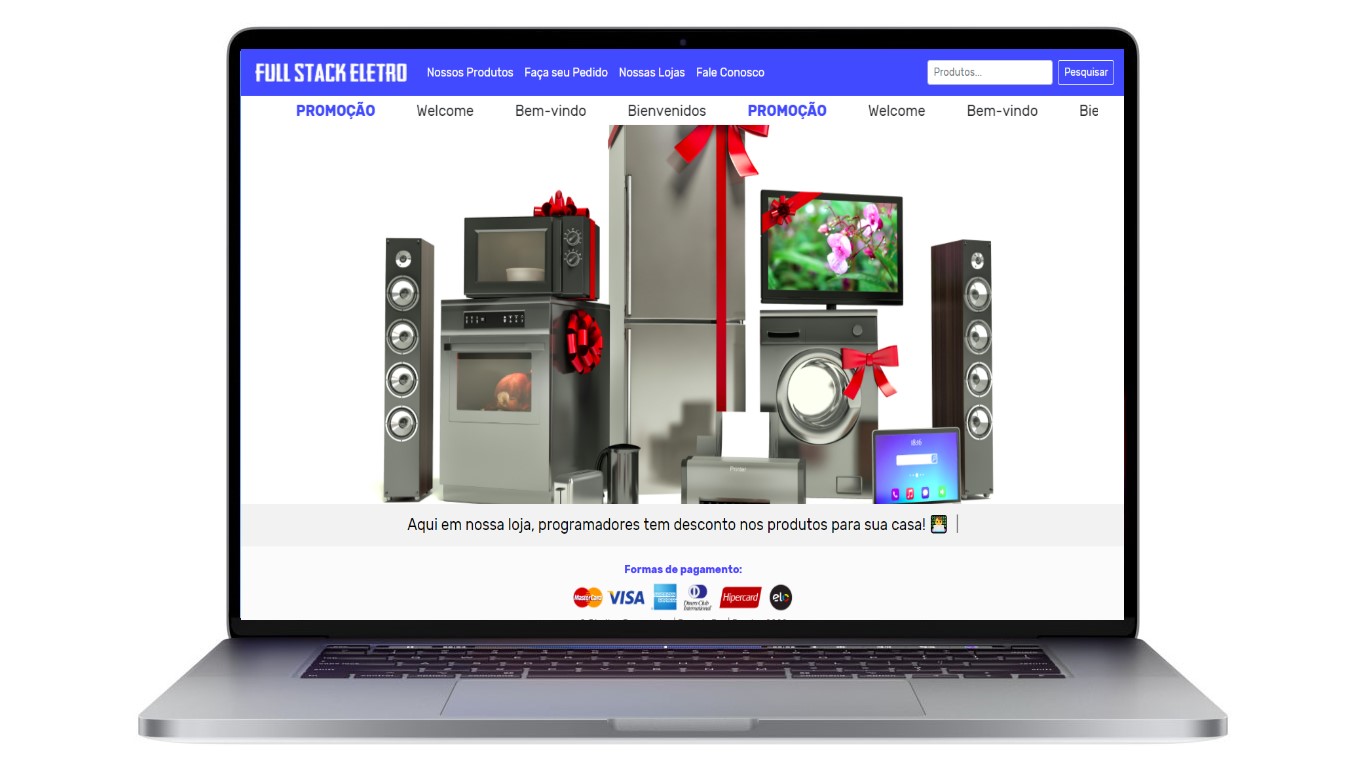 FULL STACK ELETRO Nossos Produtos Faça seu Pedido Nossas Lojas Fale Conosco Produtos... Pesquisar
PROMOÇÃO Welcome Bem-vindo Bienvenidos PROMOÇÃO Welcome Bem-vindo Bie
Printer
Aqui em nossa loja, programadores tem desconto nos produtos para sua casa! 👨‍💻 |
Formas de pagamento:
MasterCard VISA Diners Club International Hipercard elo